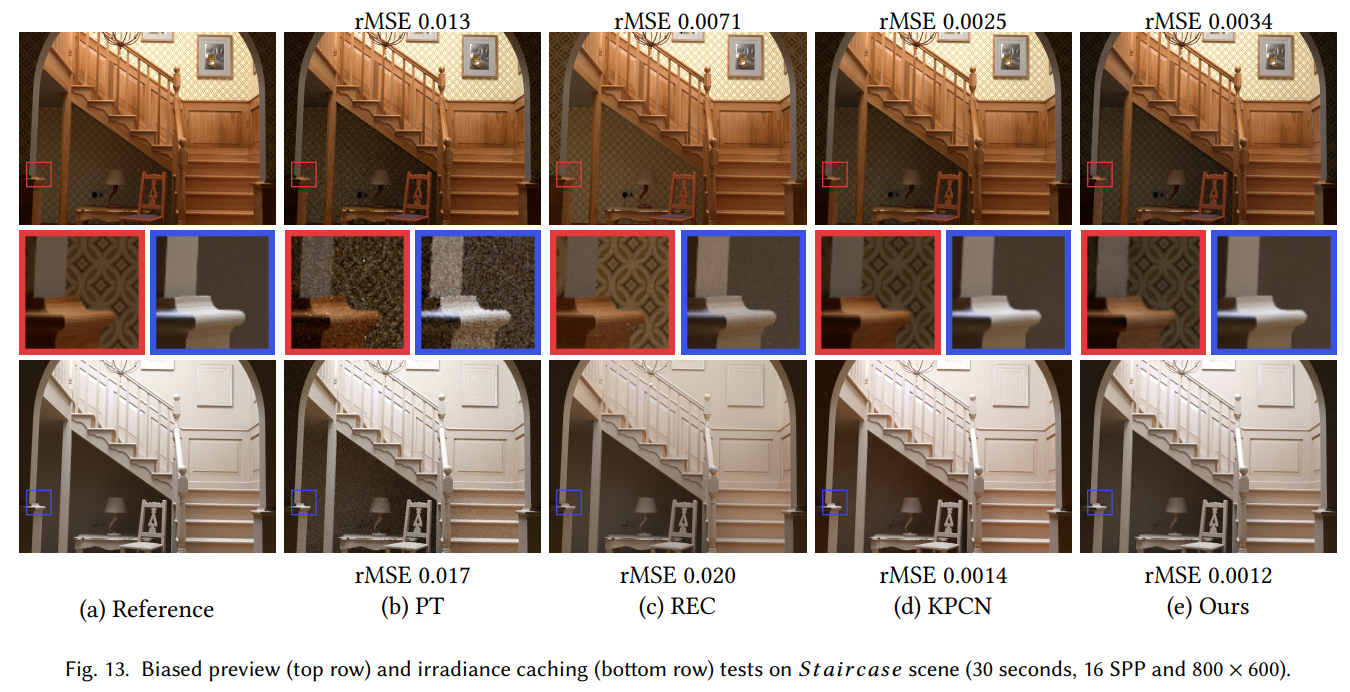 rMSE 0.013 rMSE 0.0071 rMSE 0.0025 rMSE 0.0034
rMSE 0.017 rMSE 0.020 rMSE 0.0014 rMSE 0.0012
(a) Reference (b) PT (c) REC (d) KPCN (e) Ours
Fig. 13. Biased preview (top row) and irradiance caching (bottom row) tests on Staircase scene (30 seconds, 16 SPP and 800 × 600).